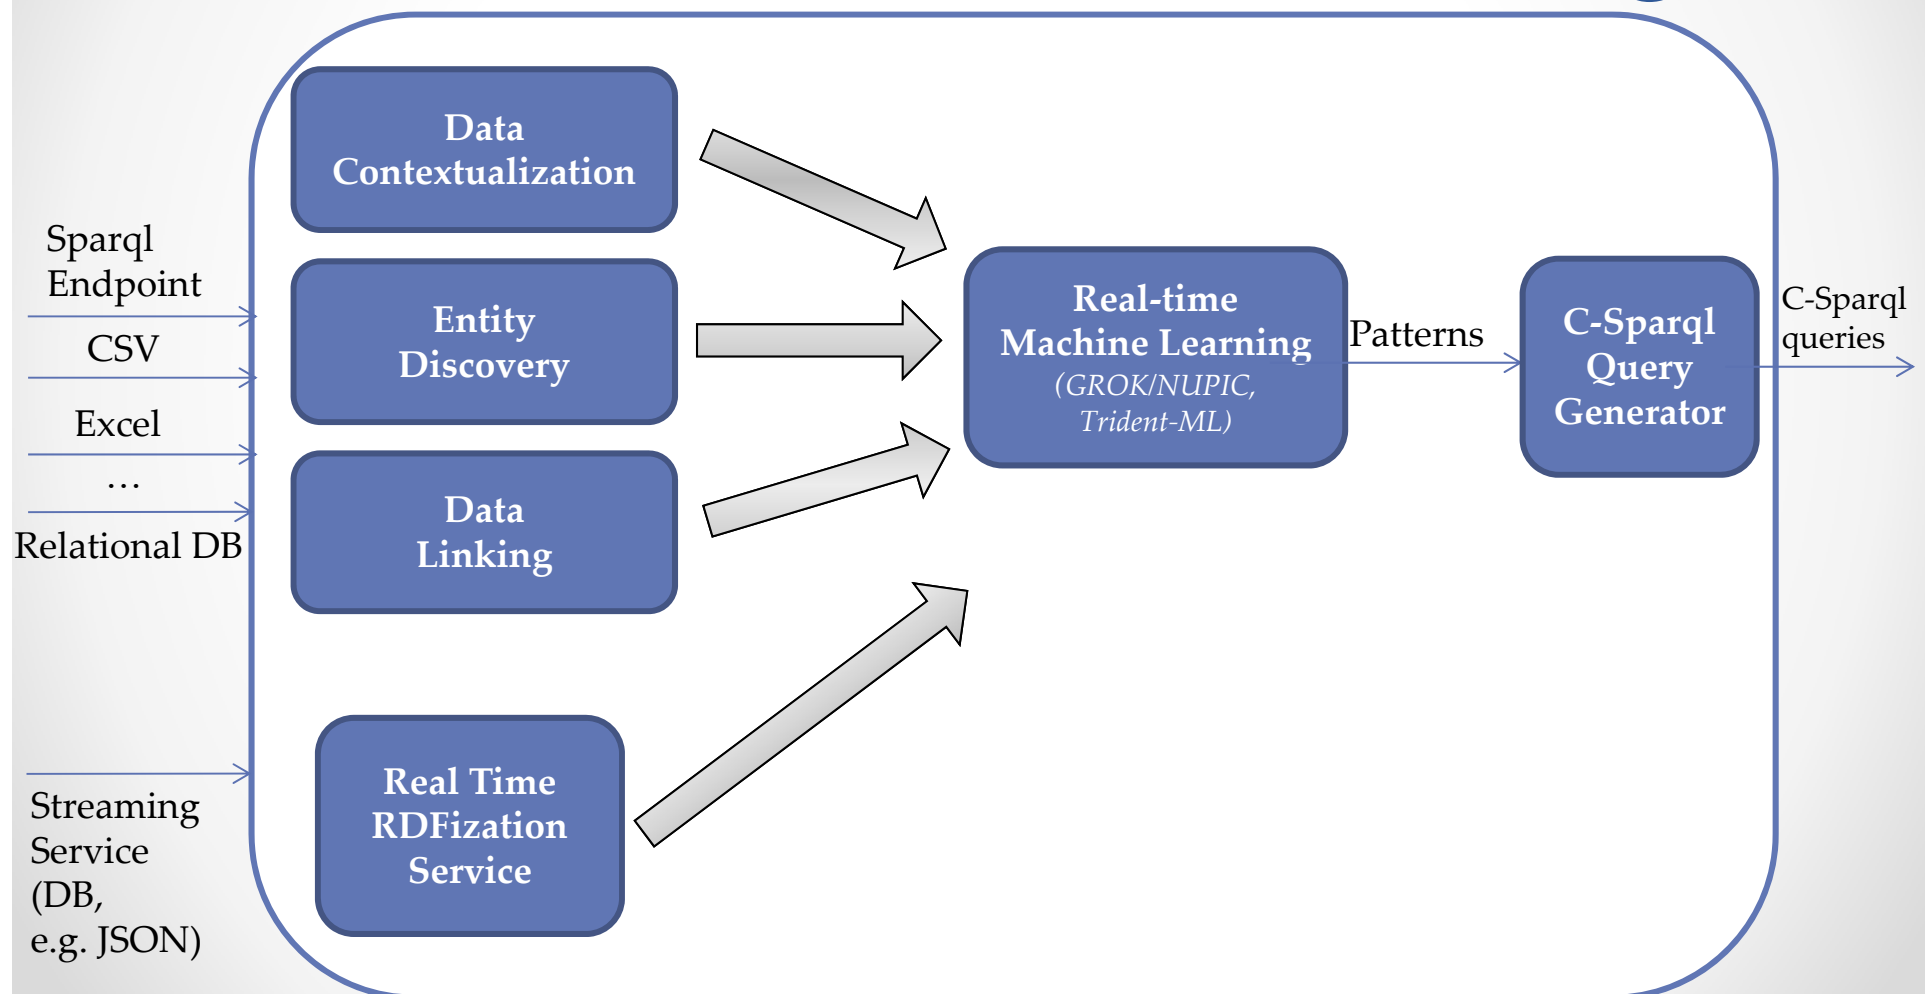 Sparql
Endpoint
CSV
Excel
…
Relational DB
Streaming
Service
(DB,
e.g. JSON)
Data
Contextualization
Entity
Discovery
Data
Linking
Real Time
RDFization
Service
Real-time
Machine Learning
(GROK/NUPIC,
Trident-ML)
Patterns
C-Sparql
Query
Generator
C-Sparql
queries